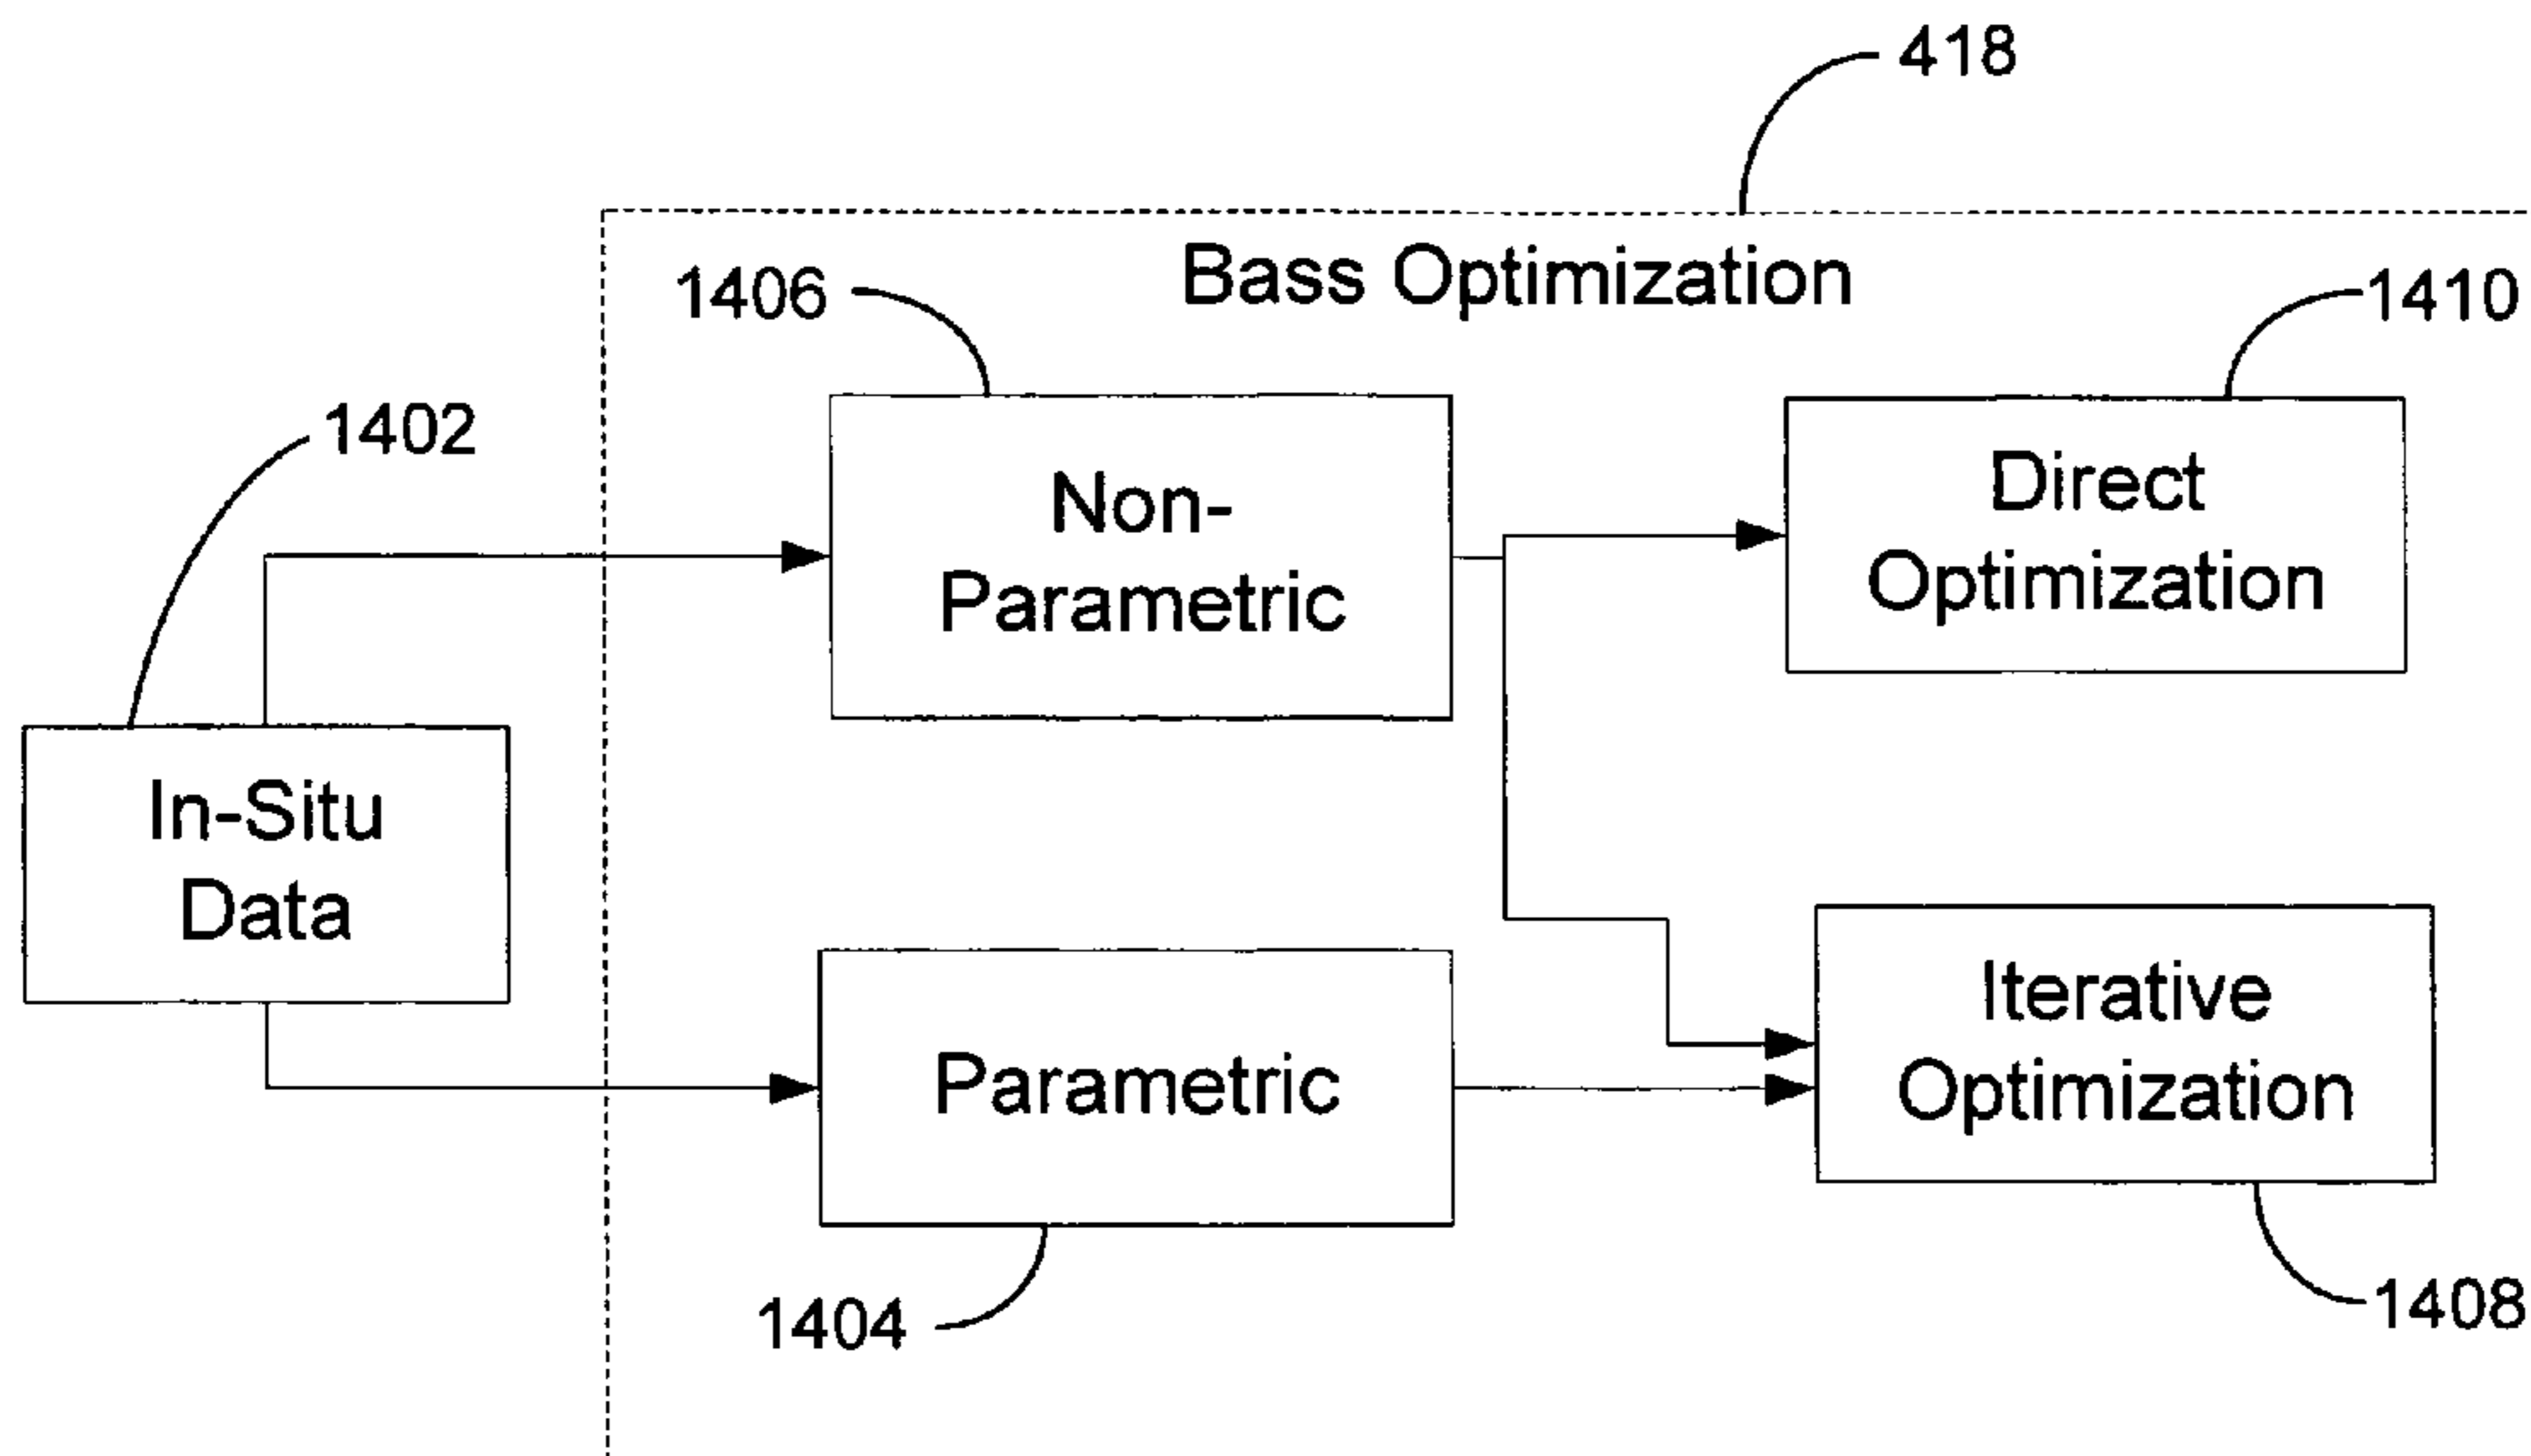 418
Bass Optimization
1406
1410
1402
Non-
Parametric
Direct
Optimization
In-Situ
Data
Parametric
Iterative
Optimization
1404
1408